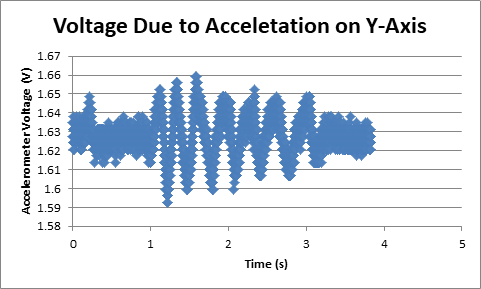 Voltage Due to Acceletation on Y-Axis
Accelerometer Voltage (V)
1.67
1.66
1.65
1.64
1.63
1.62
1.61
1.6
1.59
1.58
0 1 2 3 4 5
Time (s)